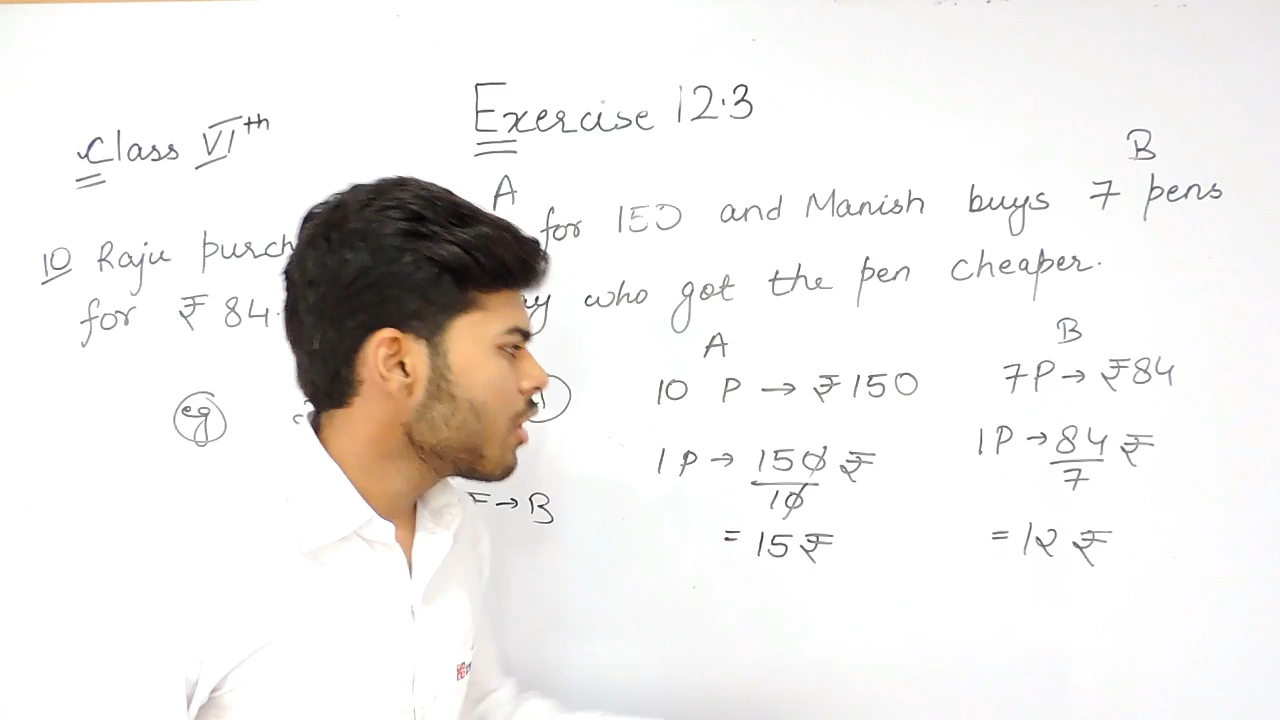 Exercise 12.3
Class VIth
A
B
10 Raju purch for 150 and Manish buys 7 pens
for ₹ 84. who got the pen cheaper.
A
B
10 P → ₹150
7P → ₹84
eg
1 P → 150/10 ₹
1P → 84/7 ₹
→ B
= 15 ₹
= 12 ₹